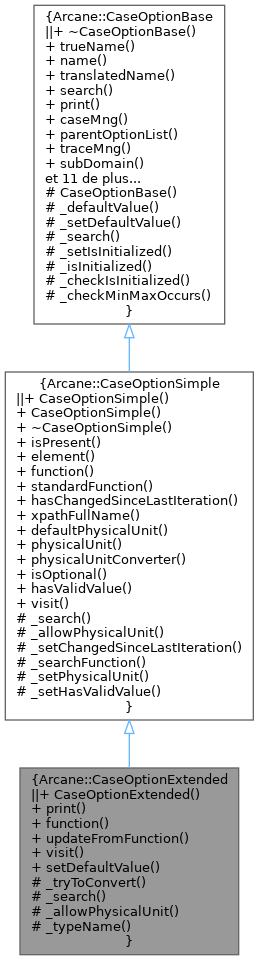 {Arcane::CaseOptionBase
||+ ~CaseOptionBase()
+ trueName()
+ name()
+ translatedName()
+ search()
+ print()
+ caseMng()
+ parentOptionList()
+ traceMng()
+ subDomain()
et 11 de plus...
# CaseOptionBase()
# _defaultValue()
# _setDefaultValue()
# _search()
# _setIsInitialized()
# _isInitialized()
# _checkIsInitialized()
# _checkMinMaxOccurs()
}
{Arcane::CaseOptionSimple
||+ CaseOptionSimple()
+ CaseOptionSimple()
+ ~CaseOptionSimple()
+ isPresent()
+ element()
+ function()
+ standardFunction()
+ hasChangedSinceLastIteration()
+ xpathFullName()
+ defaultPhysicalUnit()
+ physicalUnit()
+ physicalUnitConverter()
+ isOptional()
+ hasValidValue()
+ visit()
# _search()
# _allowPhysicalUnit()
# _setChangedSinceLastIteration()
# _searchFunction()
# _setPhysicalUnit()
# _setHasValidValue()
}
{Arcane::CaseOptionExtended
||+ CaseOptionExtended()
+ print()
+ function()
+ updateFromFunction()
+ visit()
+ setDefaultValue()
# _tryToConvert()
# _search()
# _allowPhysicalUnit()
# _typeName()
}